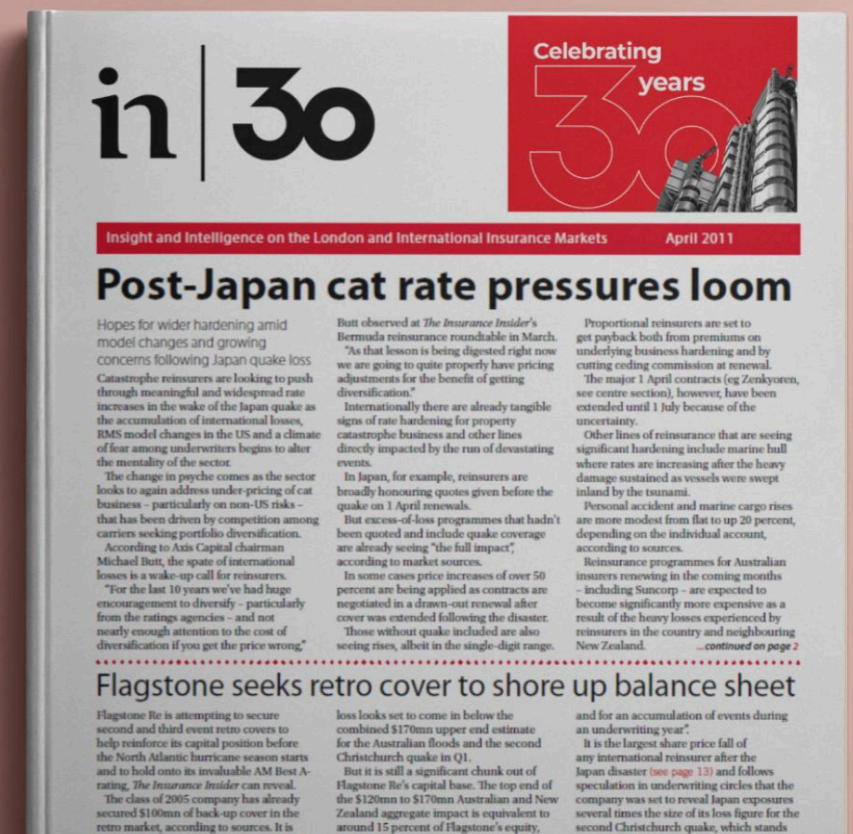 in | 30
Celebrating
30
years
Insight and Intelligence on the London and International Insurance Markets April 2011
Post-Japan cat rate pressures loom
Hopes for wider hardening amid
model changes and growing
concerns following Japan quake loss
Catastrophe reinsurers are looking to push
through meaningful and widespread rate
increases in the wake of the Japan quake as
the accumulation of international losses,
RMS model changes in the US and a climate
of fear among underwriters begins to alter
the mentality of the sector.
The change in psyche comes as the sector
looks to again address under-pricing of cat
business – particularly on non-US risks –
that has been driven by competition among
carriers seeking portfolio diversification.
According to Axis Capital chairman
Michael Butt, the spate of international
losses is a wake-up call for reinsurers.
"For the last 10 years we've had huge
encouragement to diversify – particularly
from the ratings agencies – and not
nearly enough attention to the cost of
diversification if you get the price wrong,"
Butt observed at The Insurance Insider's
Bermuda reinsurance roundtable in March.
"As that lesson is being digested right now
we are going to quite properly have pricing
adjustments for the benefit of getting
diversification."
Internationally there are already tangible
signs of rate hardening for property
catastrophe business and other lines
directly impacted by the run of devastating
events.
In Japan, for example, reinsurers are
broadly honouring quotes given before the
quake on 1 April renewals.
But excess-of-loss programmes that hadn't
been quoted and include quake coverage
are already seeing "the full impact",
according to market sources.
In some cases price increases of over 50
percent are being applied as contracts are
negotiated in a drawn-out renewal after
cover was extended following the disaster.
Those without quake included are also
seeing rises, albeit in the single-digit range.
Proportional reinsurers are set to
get payback both from premiums on
underlying business hardening and by
cutting ceding commission at renewal.
The major 1 April contracts (eg Zenkyoren,
see centre section), however, have been
extended until 1 July because of the
uncertainty.
Other lines of reinsurance that are seeing
significant hardening include marine hull
where rates are increasing after the heavy
damage sustained as vessels were swept
inland by the tsunami.
Personal accident and marine cargo rises
are more modest from flat to up 20 percent,
depending on the individual account,
according to sources.
Reinsurance programmes for Australian
insurers renewing in the coming months
– including Suncorp – are expected to
become significantly more expensive as a
result of the heavy losses experienced by
reinsurers in the country and neighbouring
New Zealand. ...continued on page 2
Flagstone seeks retro cover to shore up balance sheet
Flagstone Re is attempting to secure
second and third event retro covers to
help reinforce its capital position before
the North Atlantic hurricane season starts
and to hold onto its invaluable AM Best A-
rating, The Insurance Insider can reveal.
The class of 2005 company has already
secured $100mn of back-up cover in the
retro market, according to sources. It is
loss looks set to come in below the
combined $170mn upper end estimate
for the Australian floods and the second
Christchurch quake in Q1.
But it is still a significant chunk out of
Flagstone Re's capital base. The top end of
the $120mn to $170mn Australian and New
Zealand aggregate impact is equivalent to
around 15 percent of Flagstone's equity,
and for an accumulation of events during
an underwriting year".
It is the largest share price fall of
any international reinsurer after the
Japan disaster (see page 13) and follows
speculation in underwriting circles that the
company was set to reveal Japan exposures
several times the size of its loss figure for the
second Christchurch quake, which stands